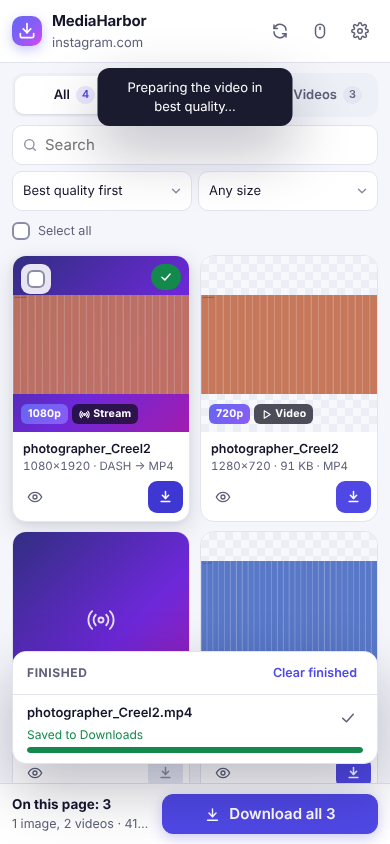 MediaHarbor
instagram.com
Preparing the video in
best quality...
All 4
Videos 3
Search
Best quality first
Any size
Select all
1080p
Stream
720p
Video
photographer_Creel2
1080×1920 · DASH → MP4
photographer_Creel2
1280×720 · 91 KB · MP4
FINISHED
Clear finished
photographer_Creel2.mp4
Saved to Downloads
On this page: 3
1 image, 2 videos · 41...
Download all 3